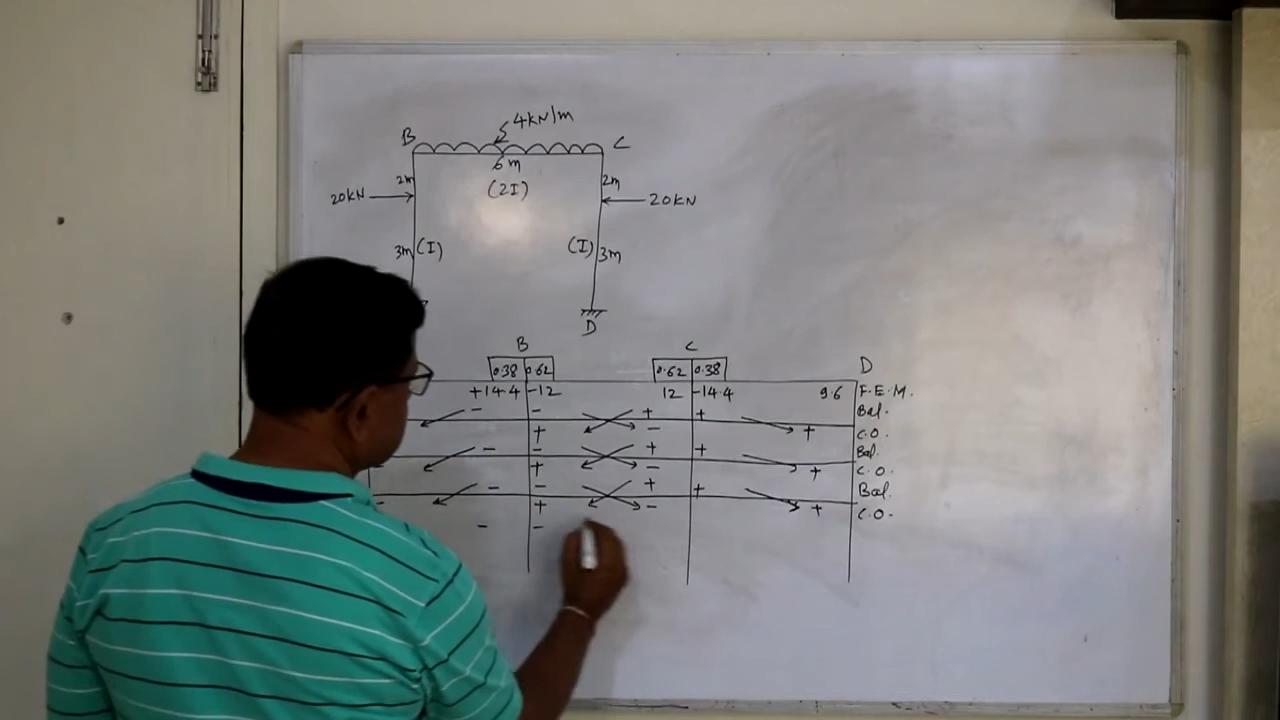 4kN/m
B C
6 m
2m (2I) 2m
20kN 20kN
3m (I) (I) 3m
D
B C D
0.38 0.62 0.62 0.38
+14.4 -12 12 -14.4 9.6 F.E.M.
- - + + Bal.
+ - + C.O.
- - + + Bal.
- + - + C.O.
- - + + Bal.
- + - + C.O.
- -